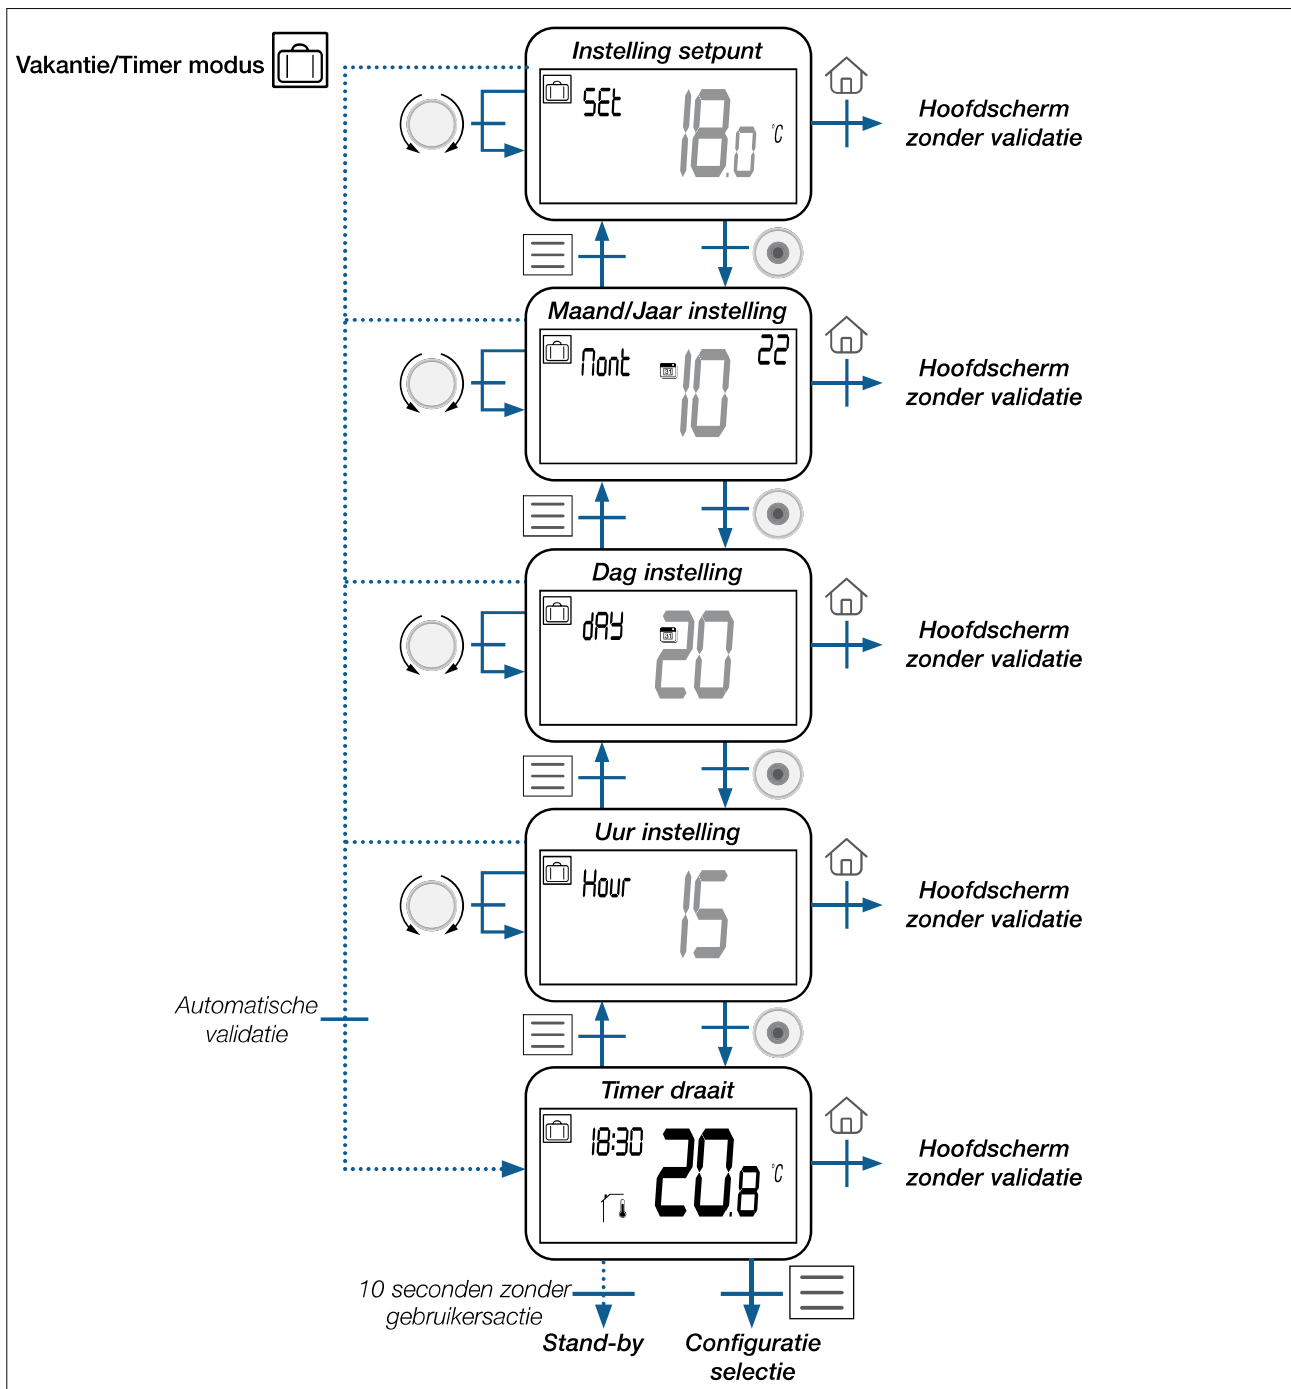 Vakantie/Timer modus
Instelling setpunt
SEt
18.0 °C
Hoofdscherm
zonder validatie
Maand/Jaar instelling
Mont
31
10
22
Hoofdscherm
zonder validatie
Dag instelling
dAY
31
20
Hoofdscherm
zonder validatie
Uur instelling
Hour
15
Hoofdscherm
zonder validatie
Automatische
validatie
Timer draait
18:30
20.8 °C
Hoofdscherm
zonder validatie
10 seconden zonder
gebruikersactie
Stand-by
Configuratie
selectie